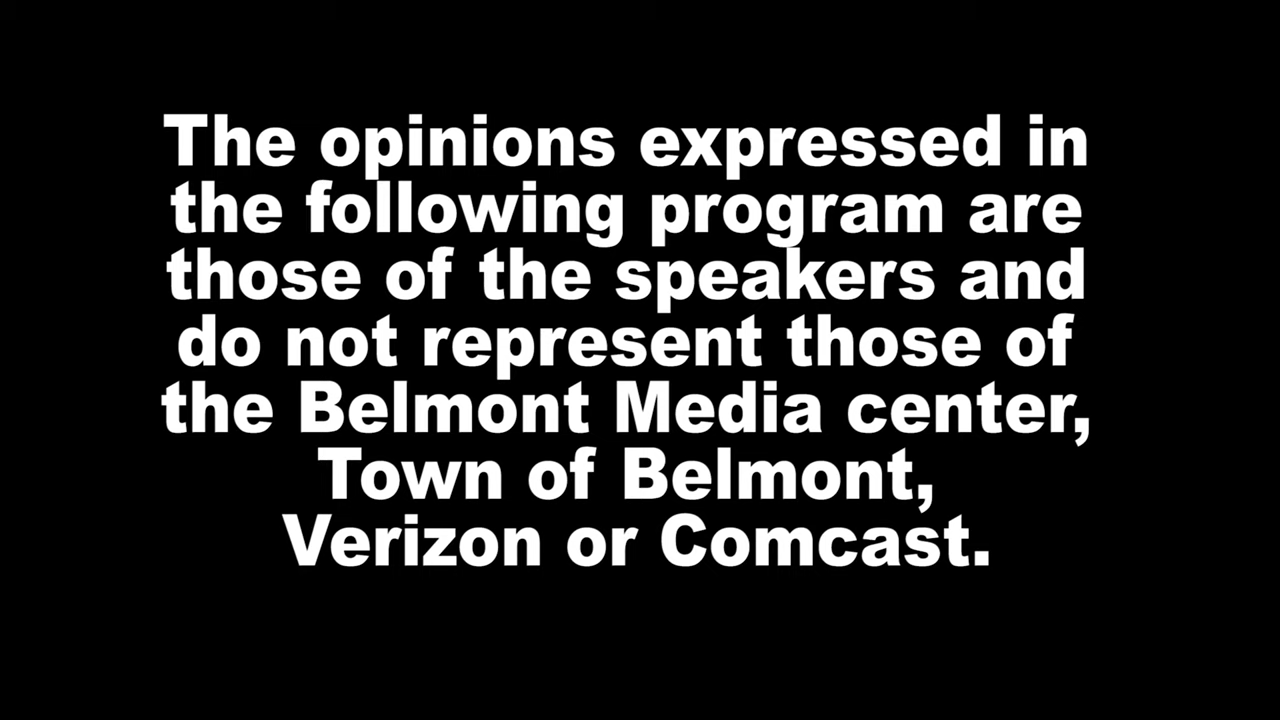 The opinions expressed in
the following program are
those of the speakers and
do not represent those of
the Belmont Media center,
Town of Belmont,
Verizon or Comcast.